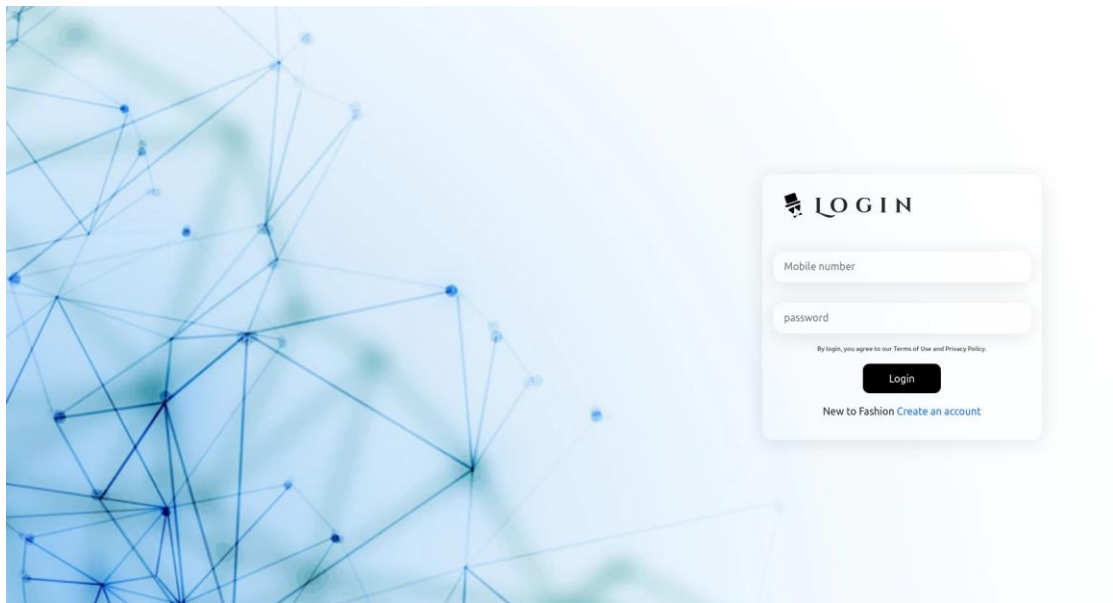 LOGIN
Mobile number
password
By login, you agree to our Terms of Use and Privacy Policy.
Login
New to Fashion Create an account